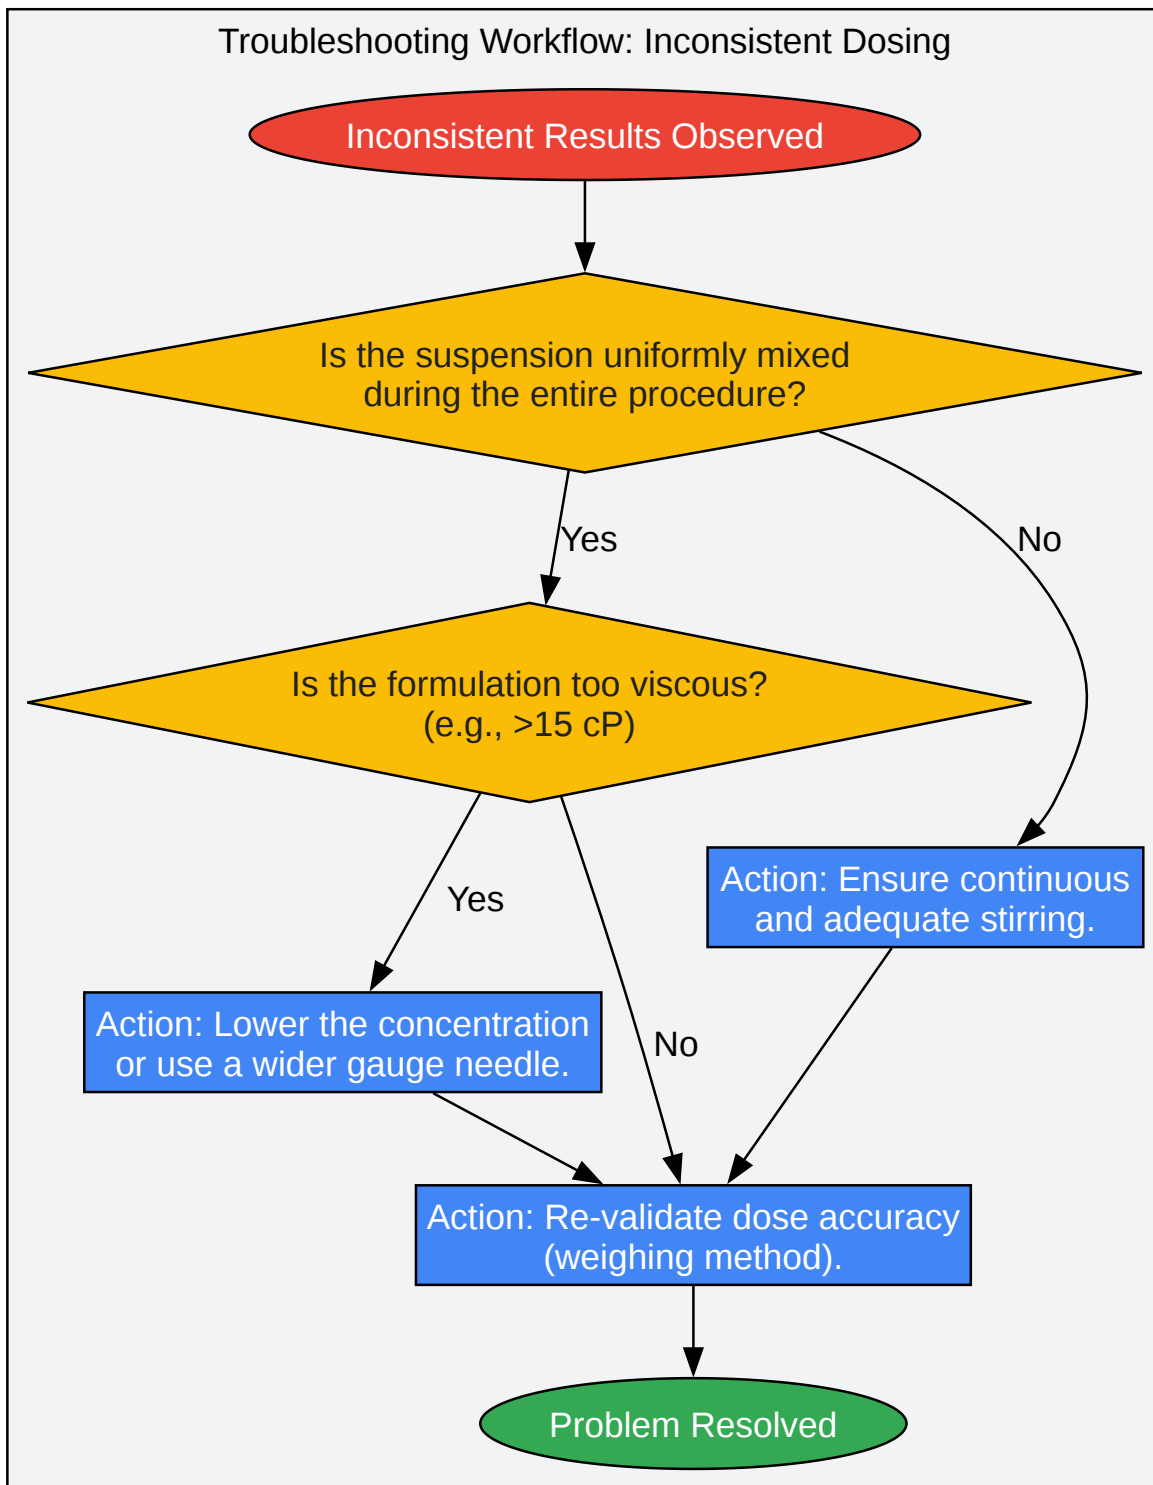 Troubleshooting Workflow: Inconsistent Dosing
Inconsistent Results Observed
Is the suspension uniformly mixed
during the entire procedure?
Yes
No
Is the formulation too viscous?
(e.g., >15 cP)
Action: Ensure continuous
and adequate stirring.
Yes
Action: Lower the concentration
or use a wider gauge needle.
No
Action: Re-validate dose accuracy
(weighing method).
Problem Resolved